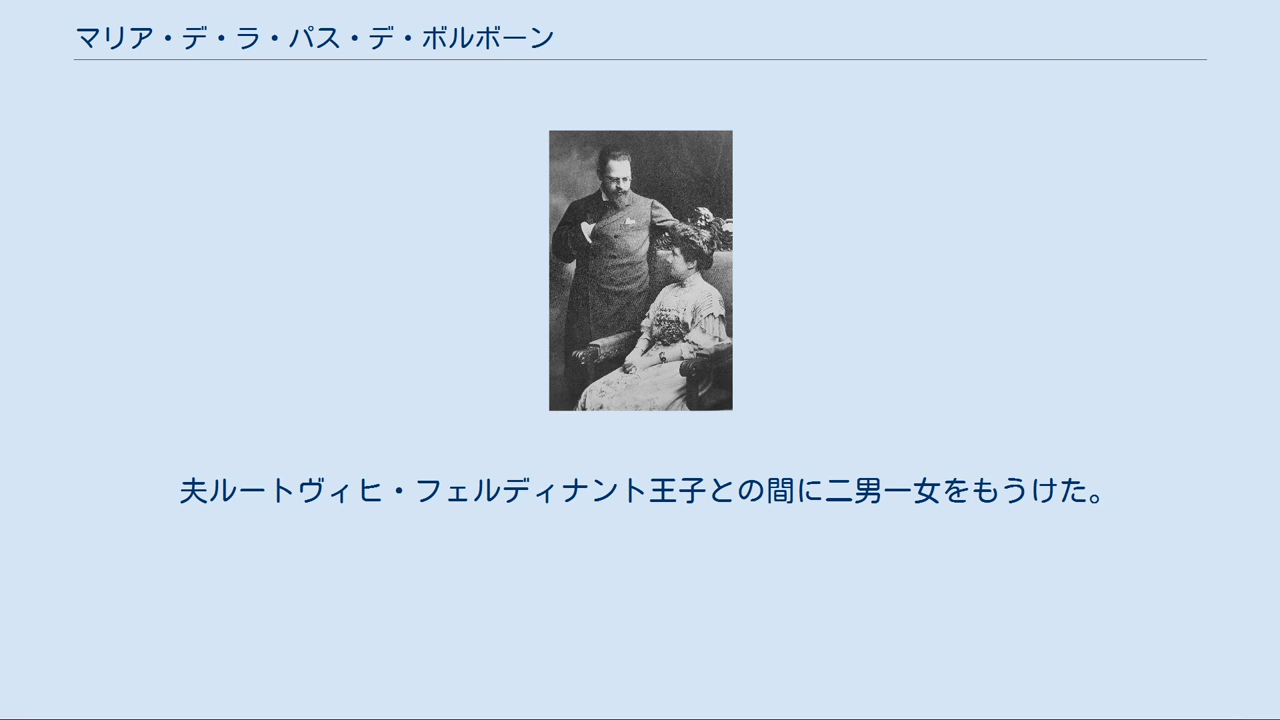 マリア・デ・ラ・パス・デ・ボルボーン
夫ルートヴィヒ・フェルディナント王子との間に二男一女をもうけた。